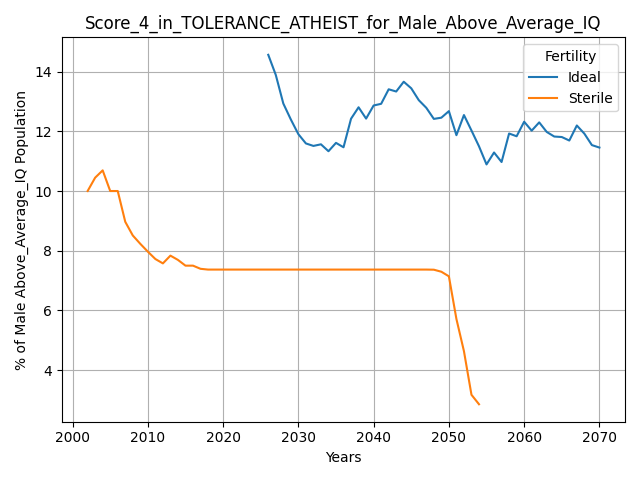 Score_4_in_TOLERANCE_ATHEIST_for_Male_Above_Average_IQ
Fertility
Ideal
Sterile
% of Male Above_Average_IQ Population
14
12
10
8
6
4
2000 2010 2020 2030 2040 2050 2060 2070
Years